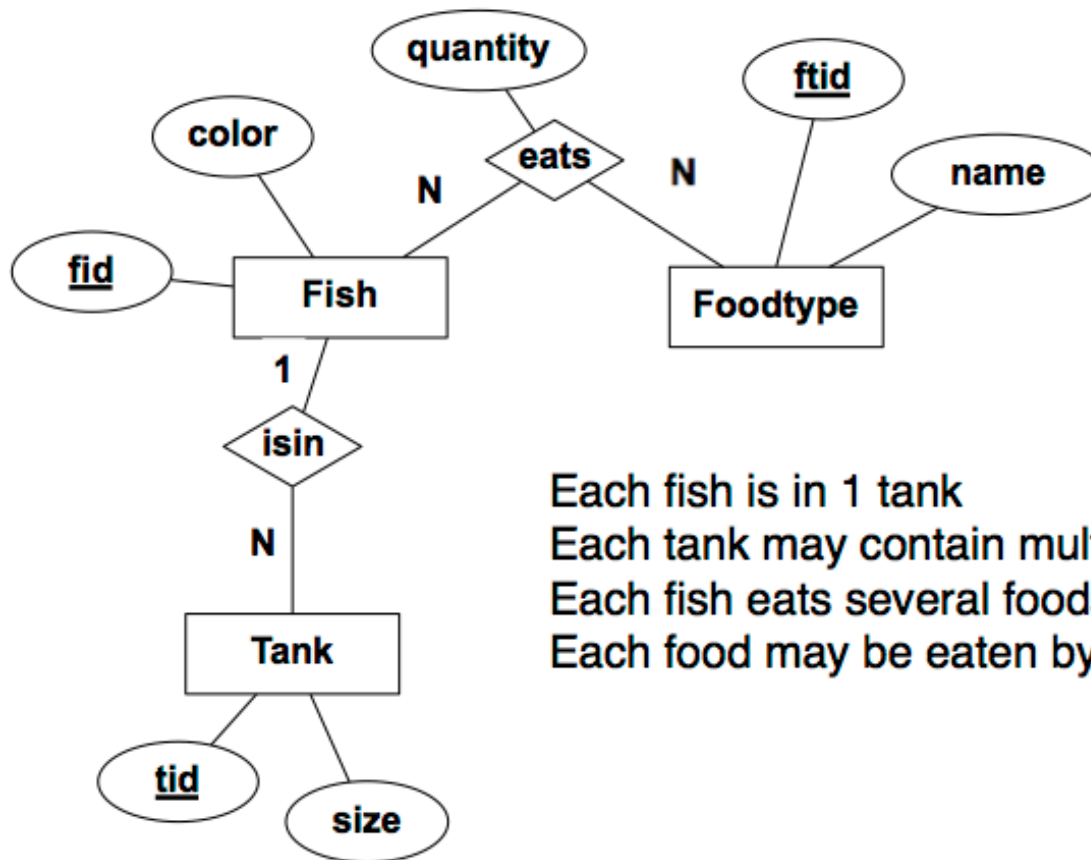 quantity
ftid
color
eats
name
N
N
fid
Fish
Foodtype
1
isin
Each fish is in 1 tank
Each tank may contain mul
N
Each fish eats several food
Tank
Each food may be eaten by
tid
size